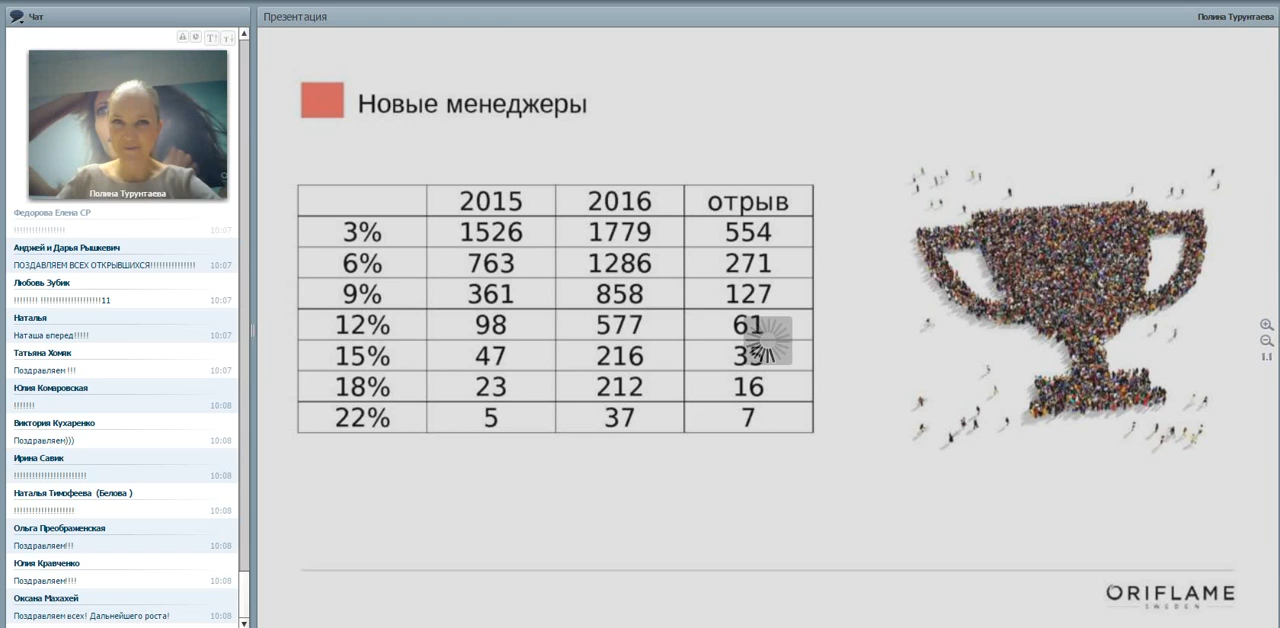 Чат
Полина Турунтаева
Федорова Елена СР
!!!!!!!!!!!!!!!!! 10:07
Анджей и Дарья Рышкевич
ПОЗДАВЛЯЕМ ВСЕХ ОТКРЫВШИХСЯ!!!!!!!!!!!!!!! 10:07
Любовь Зубик
!!!!!!!! !!!!!!!!!!!!!!!!!!!!!11 10:07
Наталья
Наташа вперед!!!!! 10:07
Татьяна Хомяк
Поздравляем !!! 10:07
Юлия Комаровская
!!!!!!! 10:08
Виктория Кухаренко
Поздравляем))) 10:08
Ирина Савик
!!!!!!!!!!!!!!!!!!!!!!!! 10:08
Наталья Тимофеева (Белова )
!!!!!!!!!!!!!!!!!!!! 10:08
Ольга Преображенская
Поздравляем!!! 10:08
Юлия Кравченко
Поздравляем!!!! 10:08
Оксана Махахей
Поздравляем всех! Дальнейшего роста! 10:08
Презентация
Полина Турунтаева
Новые менеджеры
2015 2016 отрыв
3% 1526 1779 554
6% 763 1286 271
9% 361 858 127
12% 98 577 61
15% 47 216
18% 23 212 16
22% 5 37 7
1.1
ORIFLAME
SWEDEN